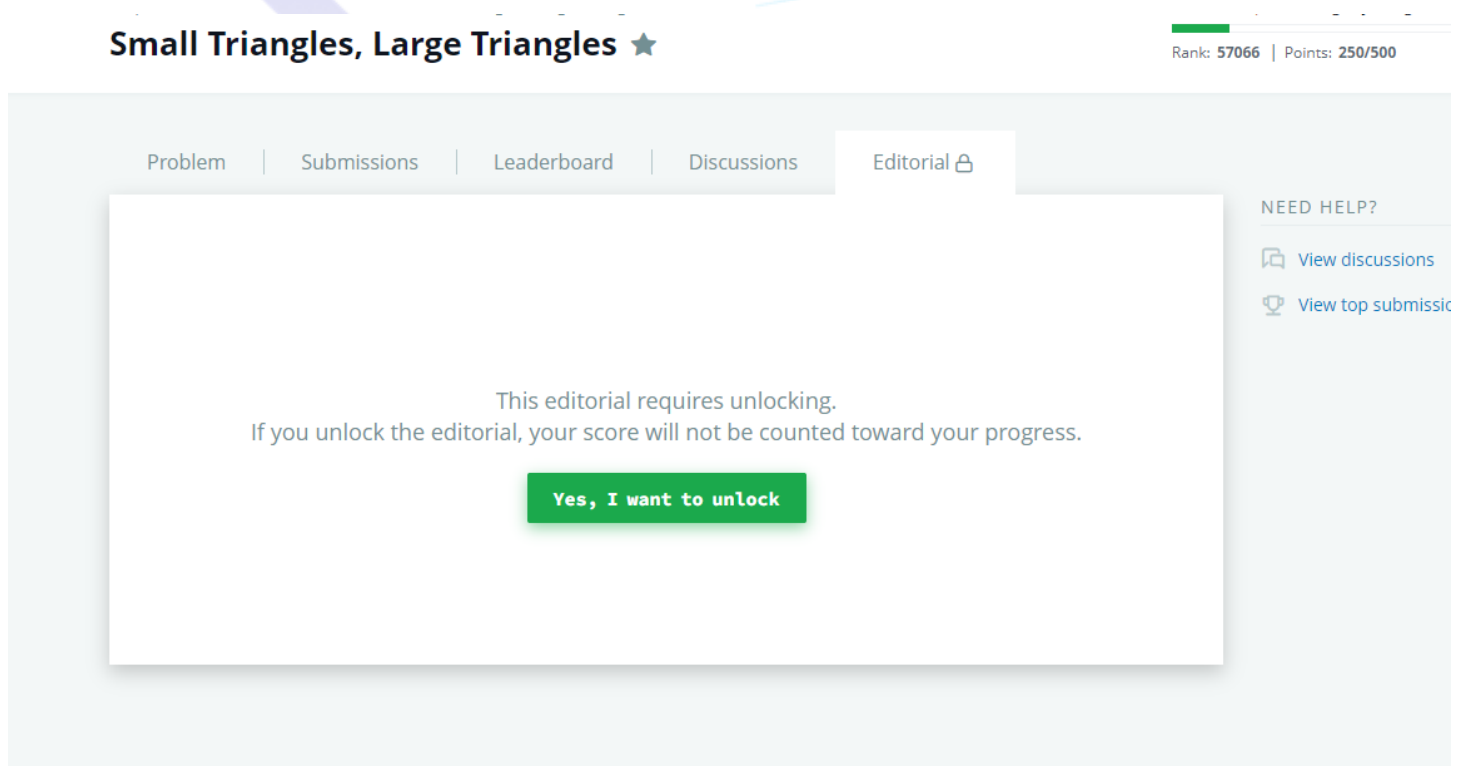 Small Triangles, Large Triangles
Rank: 57066 | Points: 250/500
Problem
Submissions
Leaderboard
Discussions
Editorial
NEED HELP?
View discussions
View top
This editorial requires unlocking.
If you unlock the editorial, your score will not be counted toward your progress.
Yes, I want to unlock